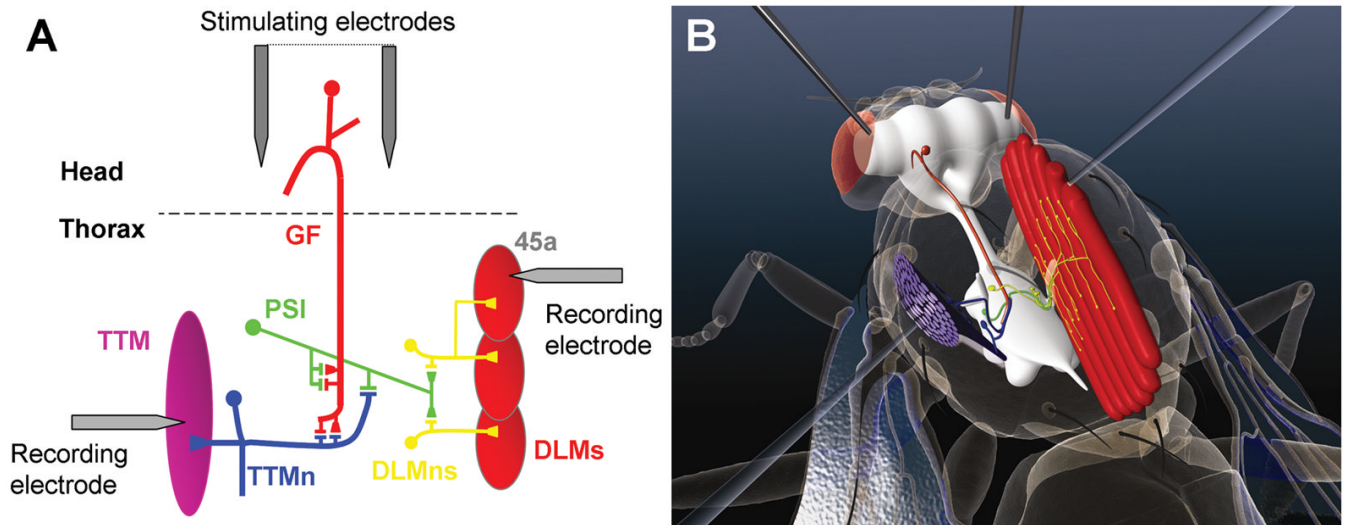 A
Stimulating electrodes
Head
Thorax
GF
45a
PSI
TTM
Recording
electrode
Recording
electrode
TTMn
DLMns
DLMs
B